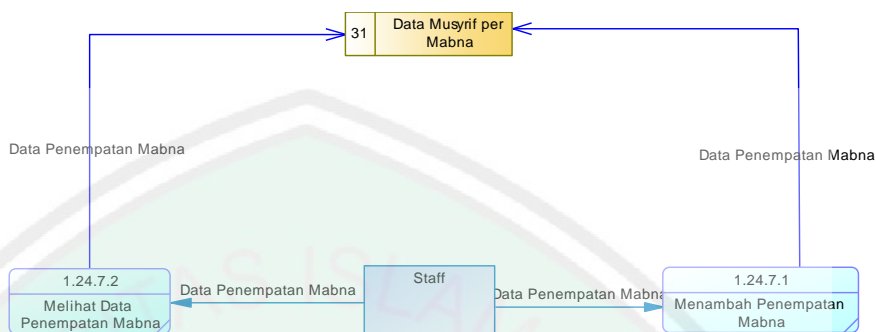 31
Data Musyrif per
Mabna
Data Penempatan Mabna
Data Penempatan Mabna
1.24.7.2
Melihat Data
Penempatan Mabna
Data Penempatan Mabna
Staff
Data Penempatan Mabna
1.24.7.1
Menambah Penempatan
Mabna